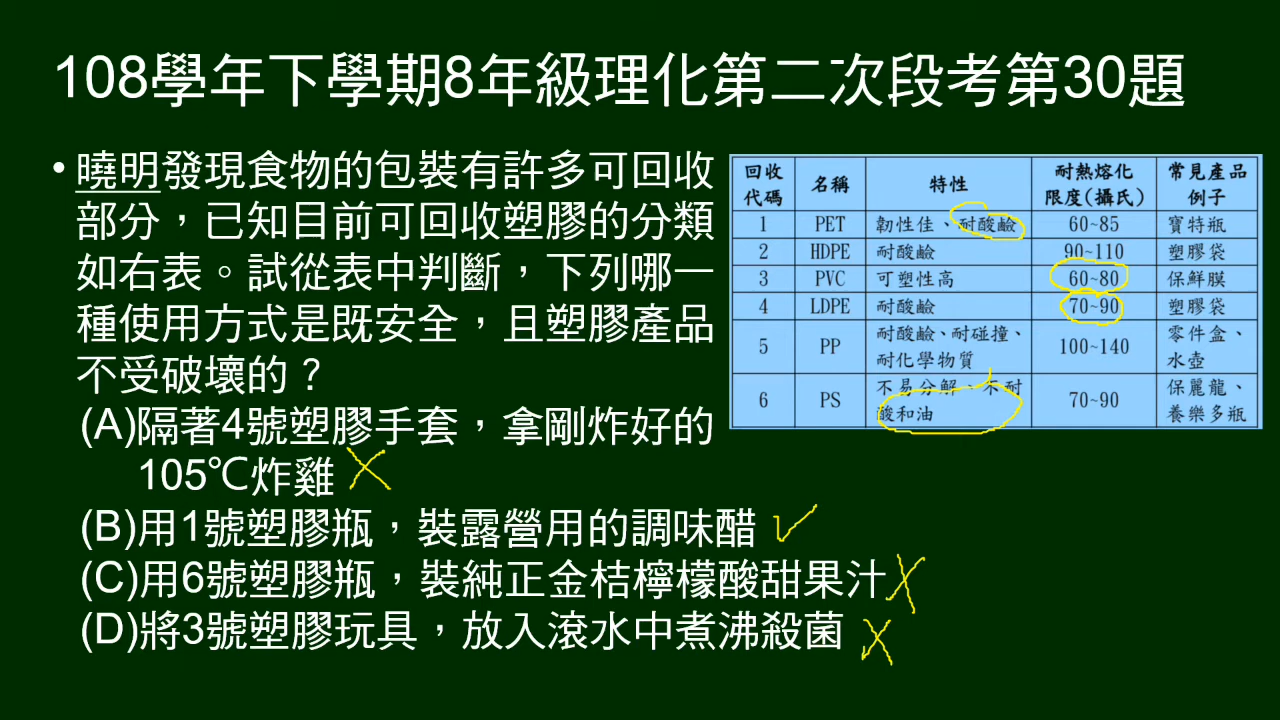 108學年下學期8年級理化第二次段考第30題
•曉明發現食物的包裝有許多可回收
部分，已知目前可回收塑膠的分類
如右表。試從表中判斷，下列哪一
種使用方式是既安全，且塑膠產品
不受破壞的？
(A)隔著4號塑膠手套，拿剛炸好的
105℃炸雞
(B)用1號塑膠瓶，裝露營用的調味醋
(C)用6號塑膠瓶，裝純正金桔檸檬酸甜果汁
(D)將3號塑膠玩具，放入滾水中煮沸殺菌
回收代碼 名稱 特性 耐熱熔化限度(攝氏) 常見產品例子
1 PET 韌性佳、耐酸鹼 60~85 寶特瓶
2 HDPE 耐酸鹼 90~110 塑膠袋
3 PVC 可塑性高 60~80 保鮮膜
4 LDPE 耐酸鹼 70~90 塑膠袋
5 PP 耐酸鹼、耐碰撞、耐化學物質 100~140 零件盒、水壺
6 PS 不易分解、不耐酸和油 70~90 保麗龍、養樂多瓶